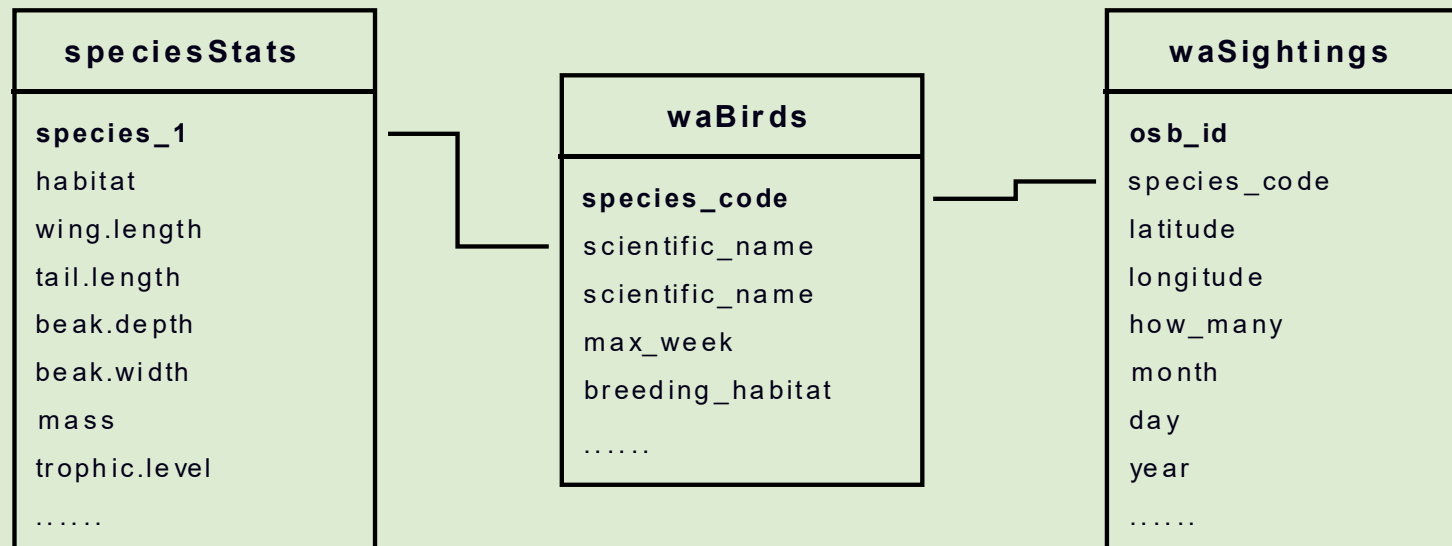 speciesStats
species_1
habitat
wing.length
tail.length
beak.depth
beak.width
mass
trophic.level
......
waBirds
species_code
scientific_name
scientific_name
max_week
breeding_habitat
......
waSightings
osb_id
species_code
latitude
longitude
how_many
month
day
year
......